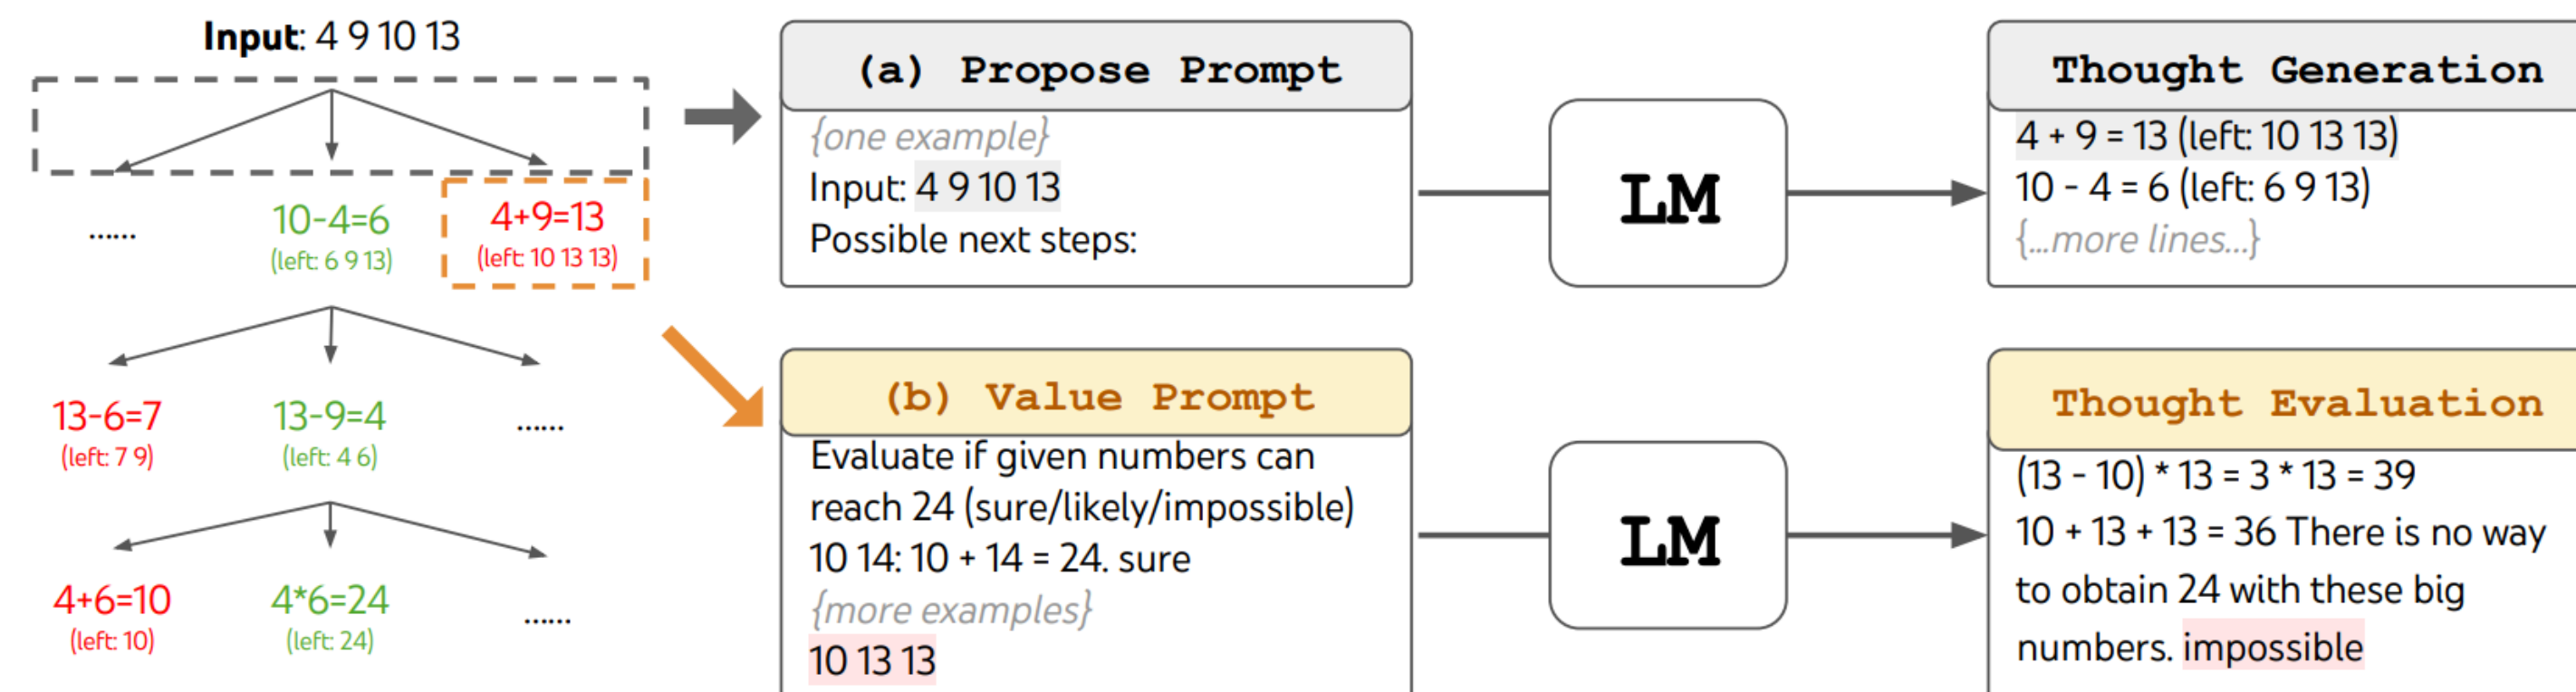 Input: 4 9 10 13
......
10-4=6
(left: 6 9 13)
4+9=13
(left: 10 13 13)
13-6=7
(left: 7 9)
13-9=4
(left: 4 6)
......
4+6=10
(left: 10)
4*6=24
(left: 24)
......
(a) Propose Prompt
{one example}
Input: 4 9 10 13
Possible next steps:
LM
Thought Generation
4 + 9 = 13 (left: 10 13 13)
10 - 4 = 6 (left: 6 9 13)
{...more lines...}
(b) Value Prompt
Evaluate if given numbers can
reach 24 (sure/likely/impossible)
10 14: 10 + 14 = 24. sure
{more examples}
10 13 13
LM
Thought Evaluation
(13 - 10) * 13 = 3 * 13 = 39
10 + 13 + 13 = 36 There is no way
to obtain 24 with these big
numbers. impossible